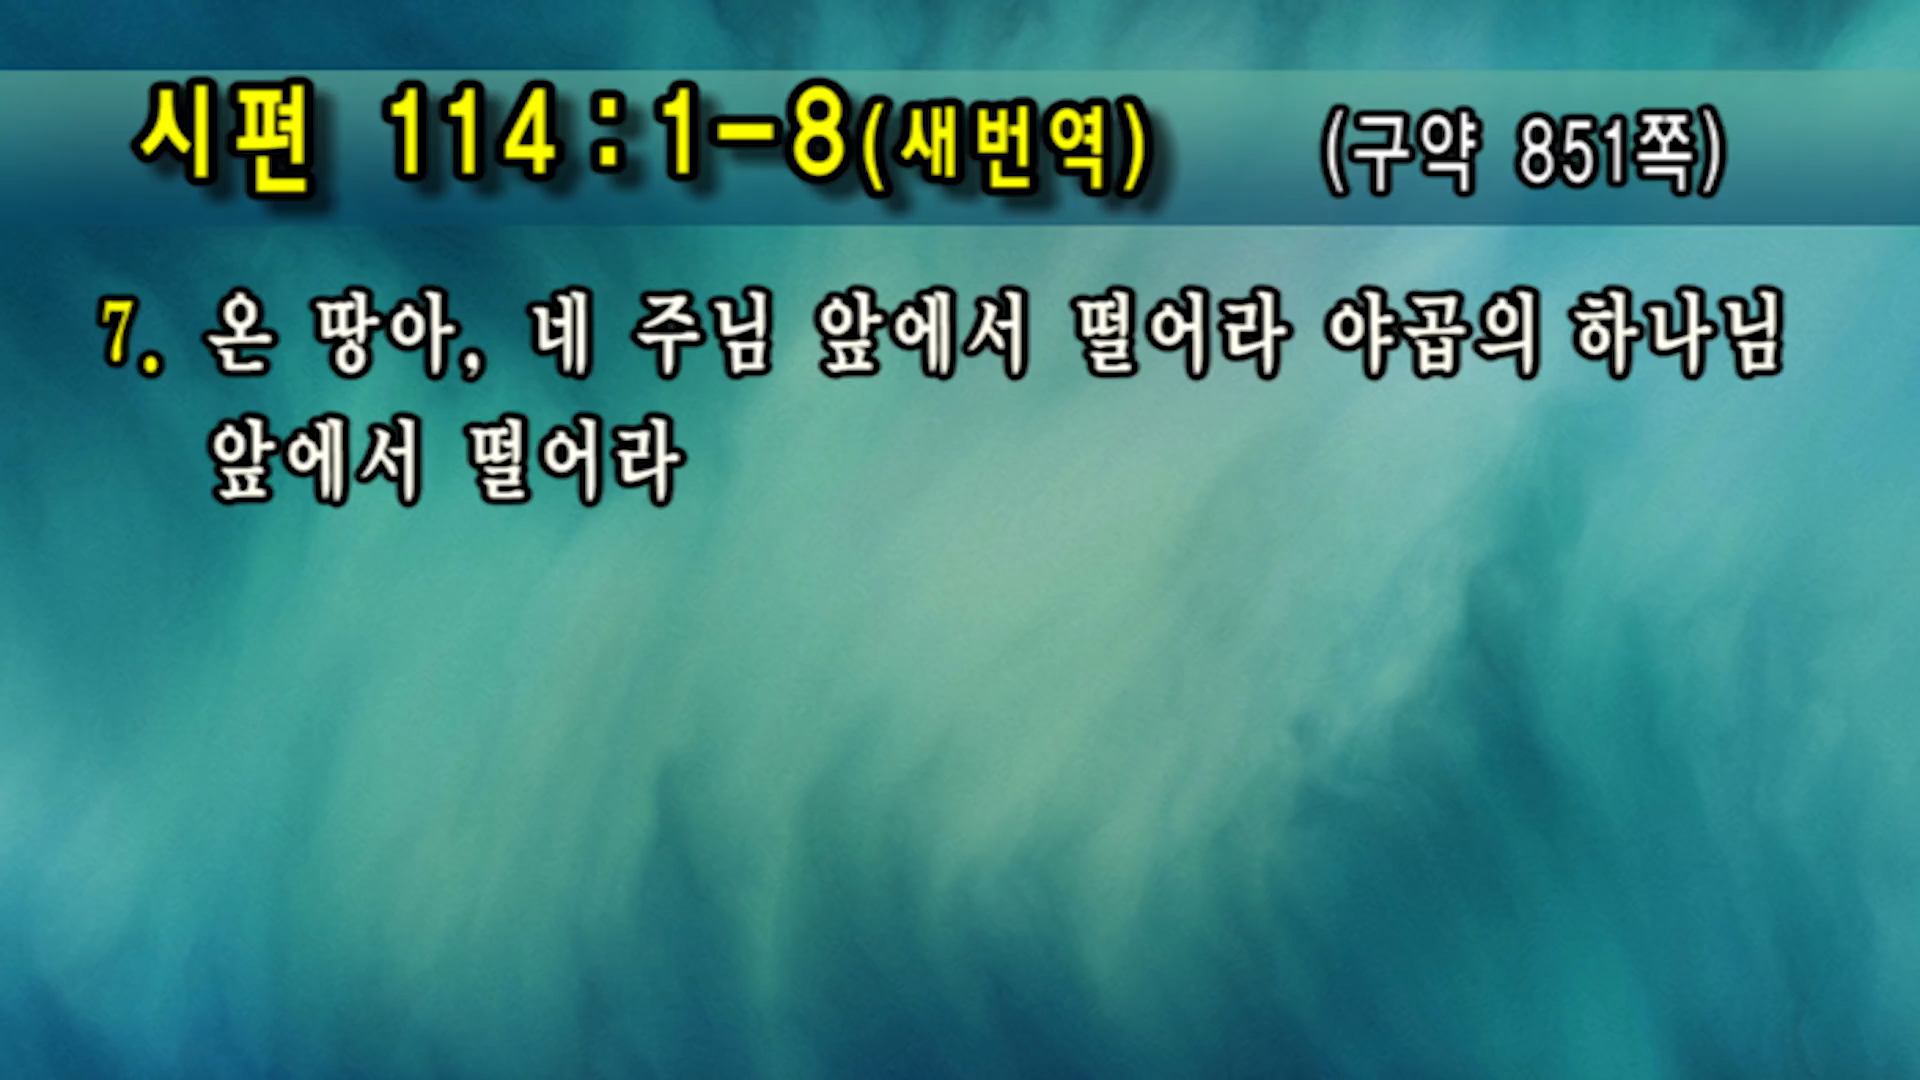 시편 114:1-8(새번역) (구약 851쪽)
7. 온 땅아, 네 주님 앞에서 떨어라 야곱의 하나님
앞에서 떨어라